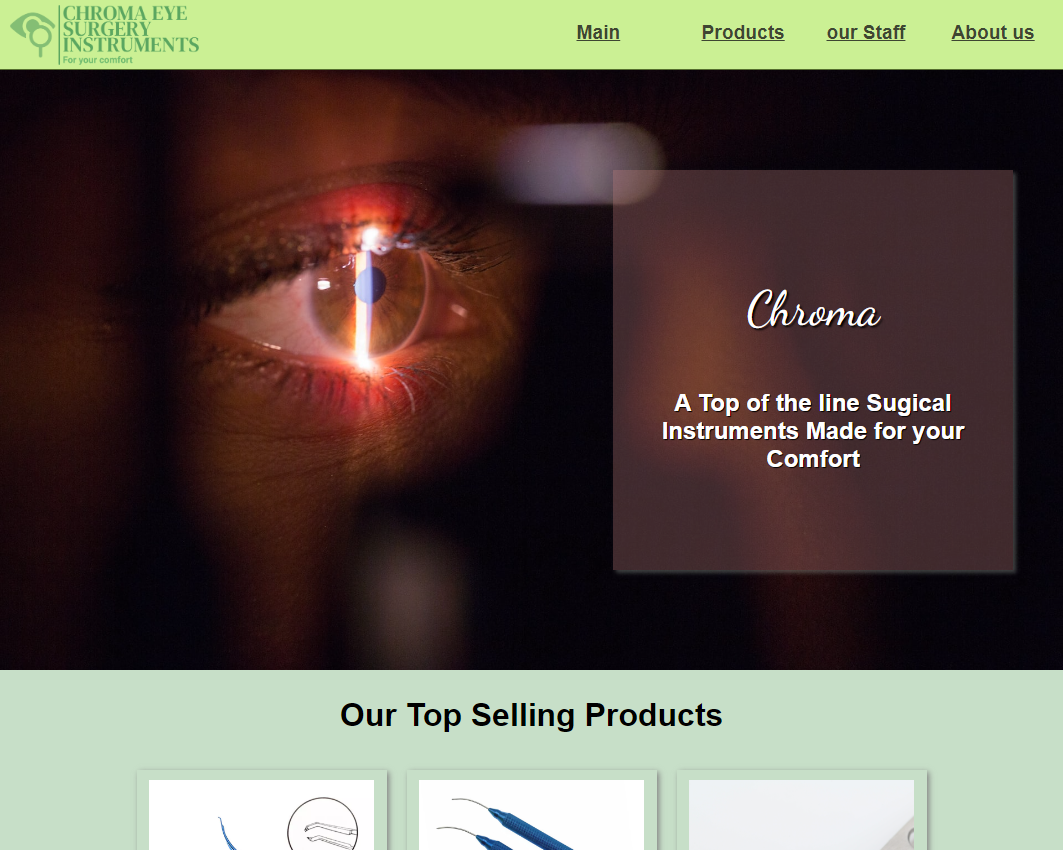 CHROMA EYE
SURGERY
INSTRUMENTS
For your comfort
Main Products our Staff About us
Chroma
A Top of the line Sugical
Instruments Made for your
Comfort
Our Top Selling Products